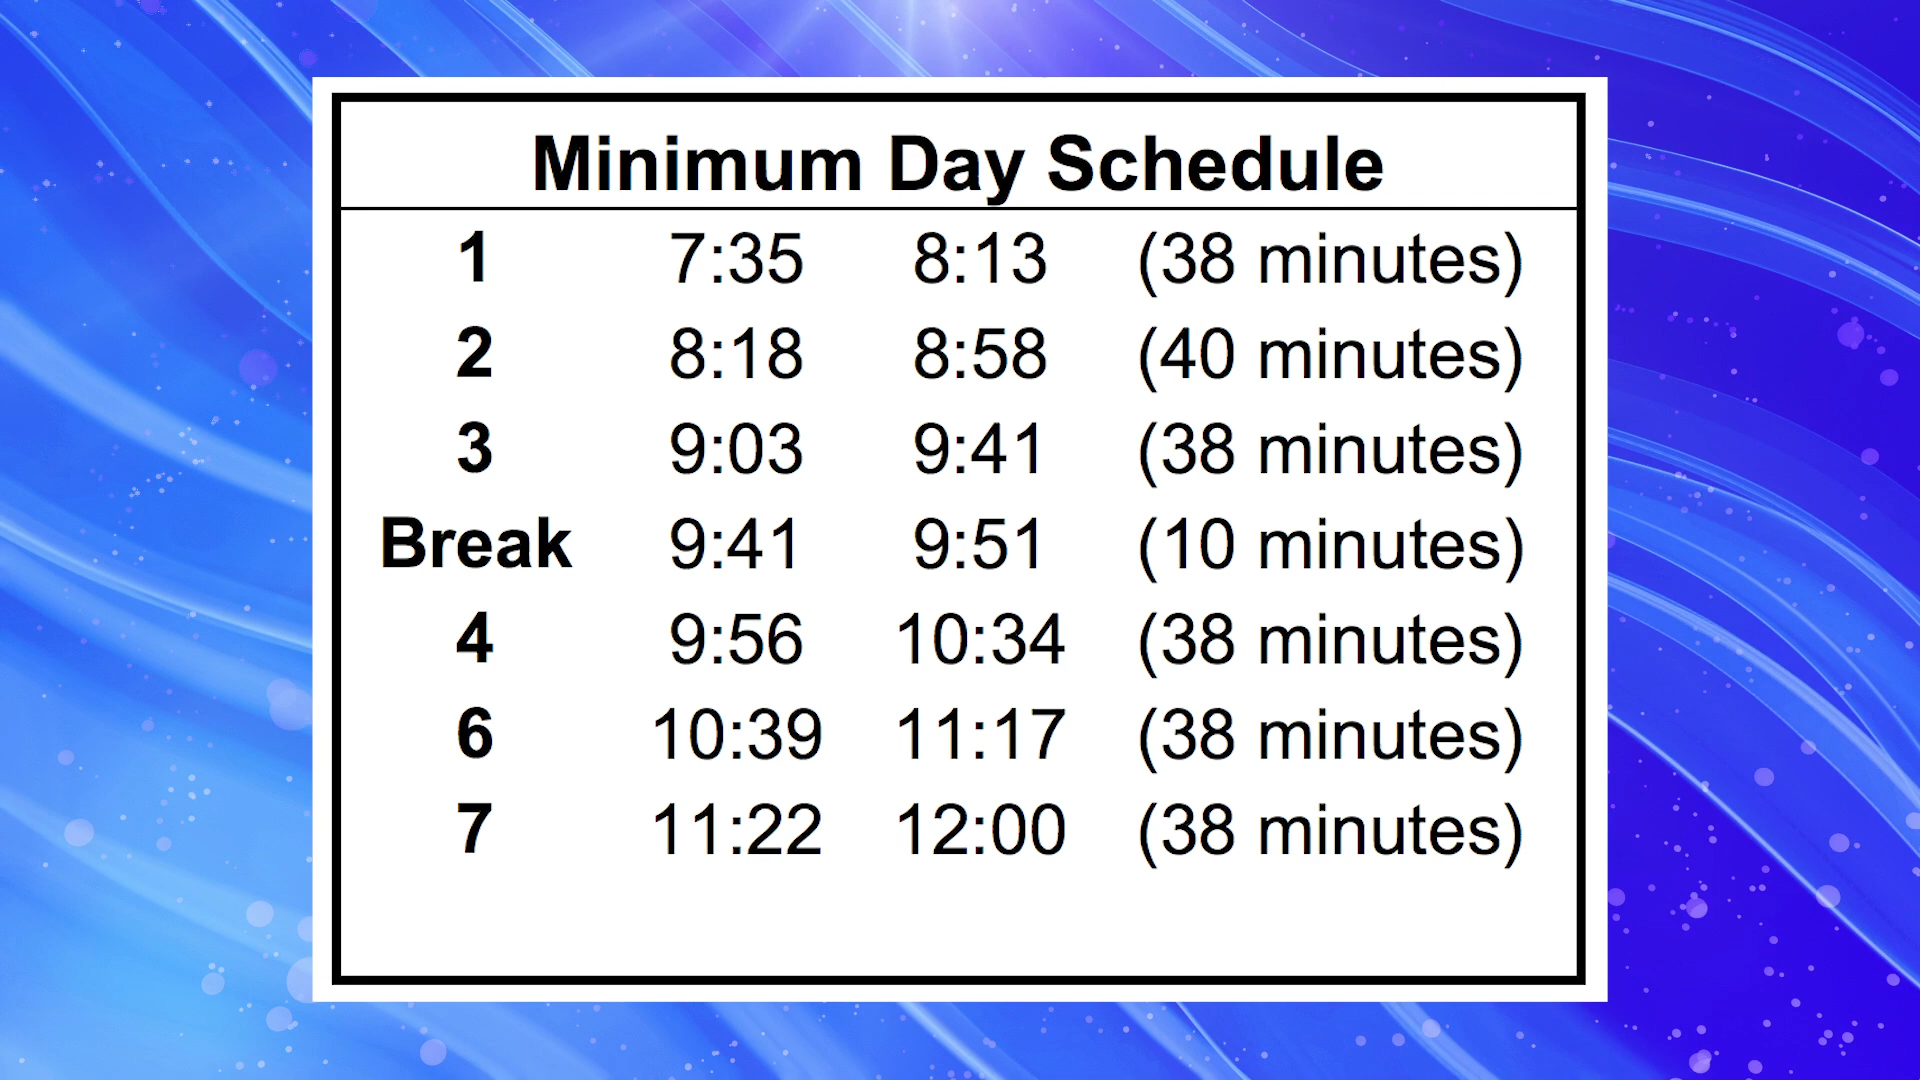 Minimum Day Schedule
1 7:35 8:13 (38 minutes)
2 8:18 8:58 (40 minutes)
3 9:03 9:41 (38 minutes)
Break 9:41 9:51 (10 minutes)
4 9:56 10:34 (38 minutes)
6 10:39 11:17 (38 minutes)
7 11:22 12:00 (38 minutes)